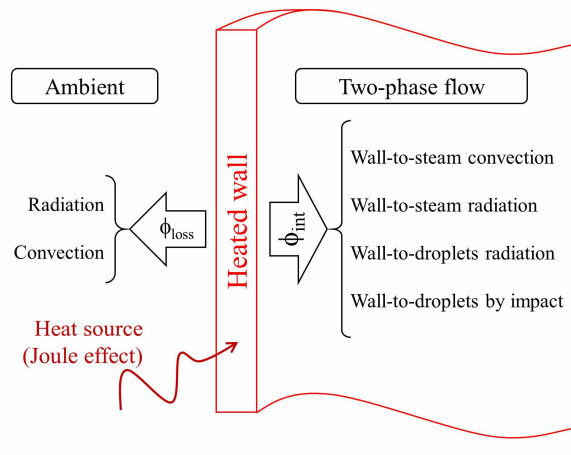 Ambient
Two-phase flow
Radiation
Convection
ϕloss
Heated wall
ϕint
Wall-to-steam convection
Wall-to-steam radiation
Wall-to-droplets radiation
Wall-to-droplets by impact
Heat source
(Joule effect)